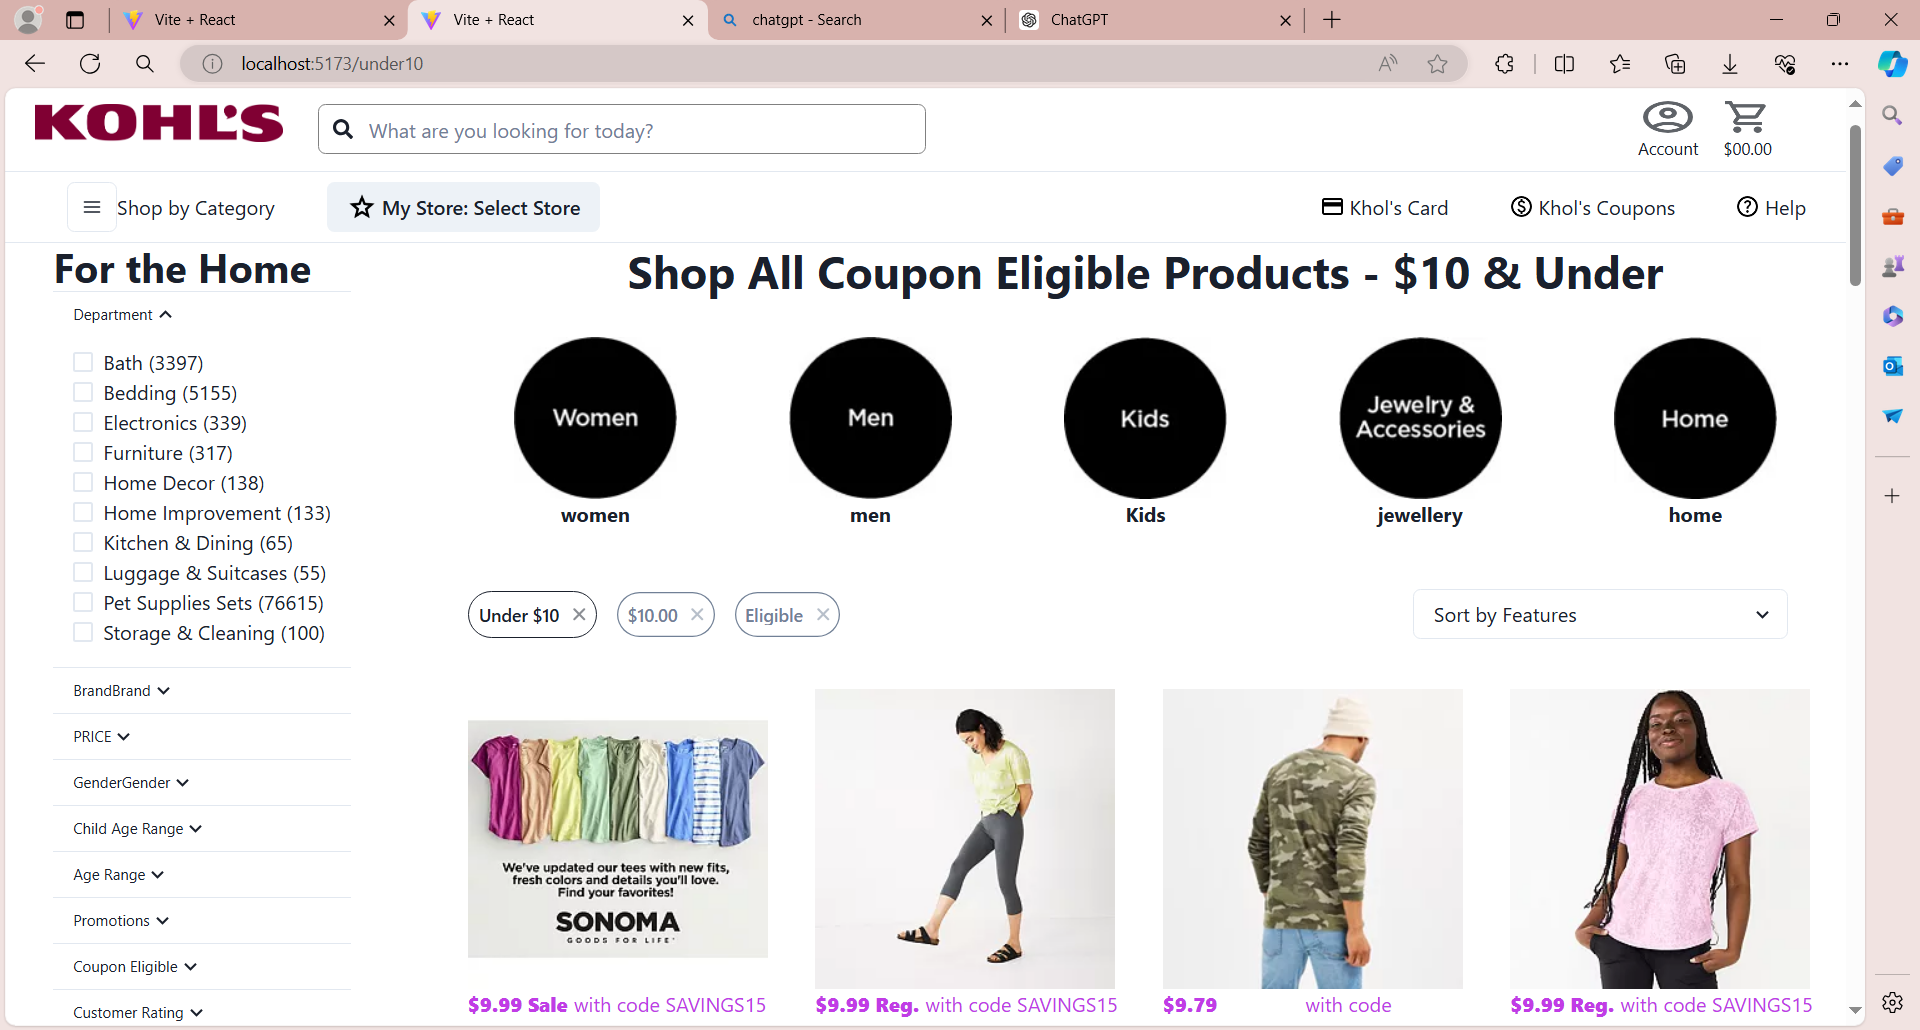 Vite + React
Vite + React
chatgpt - Search
ChatGPT
localhost:5173/under10
KOHL'S
What are you looking for today?
Account
$00.00
Shop by Category
My Store: Select Store
Khol's Card
Khol's Coupons
Help
For the Home
Department
Bath (3397)
Bedding (5155)
Electronics (339)
Furniture (317)
Home Decor (138)
Home Improvement (133)
Kitchen & Dining (65)
Luggage & Suitcases (55)
Pet Supplies Sets (76615)
Storage & Cleaning (100)
BrandBrand
PRICE
GenderGender
Child Age Range
Age Range
Promotions
Coupon Eligible
Customer Rating
Shop All Coupon Eligible Products - $10 & Under
Women
Men
Kids
Jewelry &
Accessories
Home
women
men
Kids
jewellery
home
Under $10
$10.00
Eligible
Sort by Features
We've updated our tees with new fits,
fresh colors and details you'll love.
Find your favorites!
SONOMA
GOODS FOR LIFE
$9.99 Sale with code SAVINGS15
$9.99 Reg. with code SAVINGS15
$9.79 with code
$9.99 Reg. with code SAVINGS15